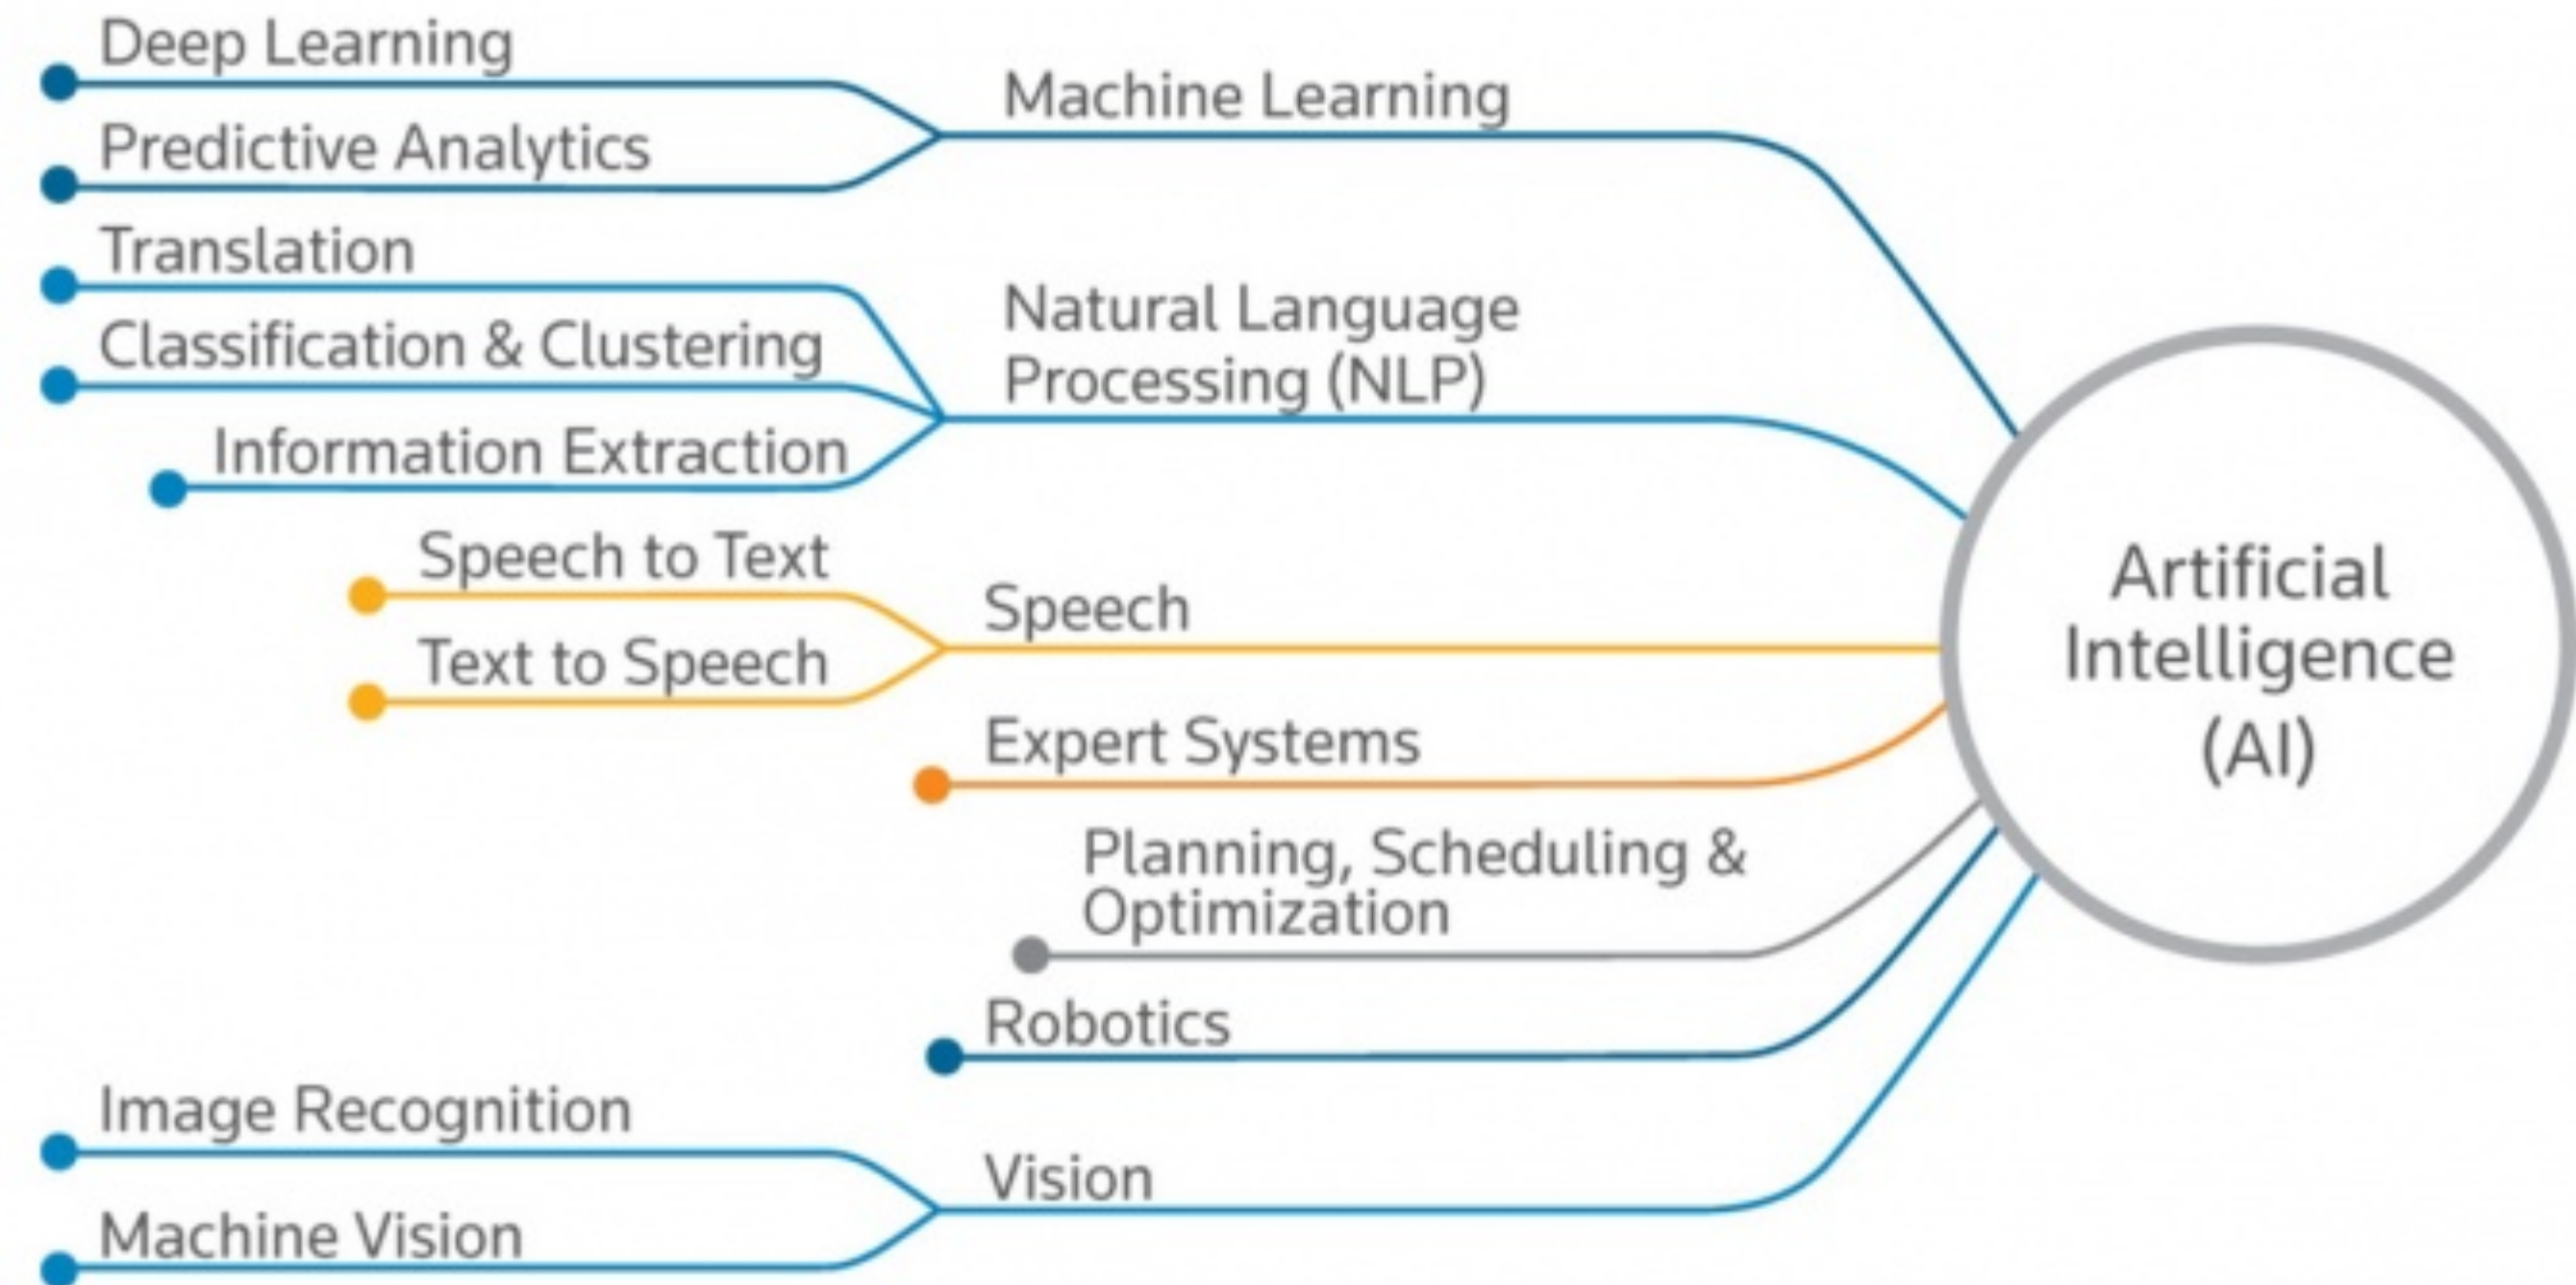 Deep Learning
Machine Learning
Predictive Analytics
Translation
Natural Language
Processing (NLP)
Classification & Clustering
Information Extraction
Speech to Text
Speech
Text to Speech
Artificial
Intelligence
(AI)
Expert Systems
Planning, Scheduling &
Optimization
Robotics
Image Recognition
Vision
Machine Vision